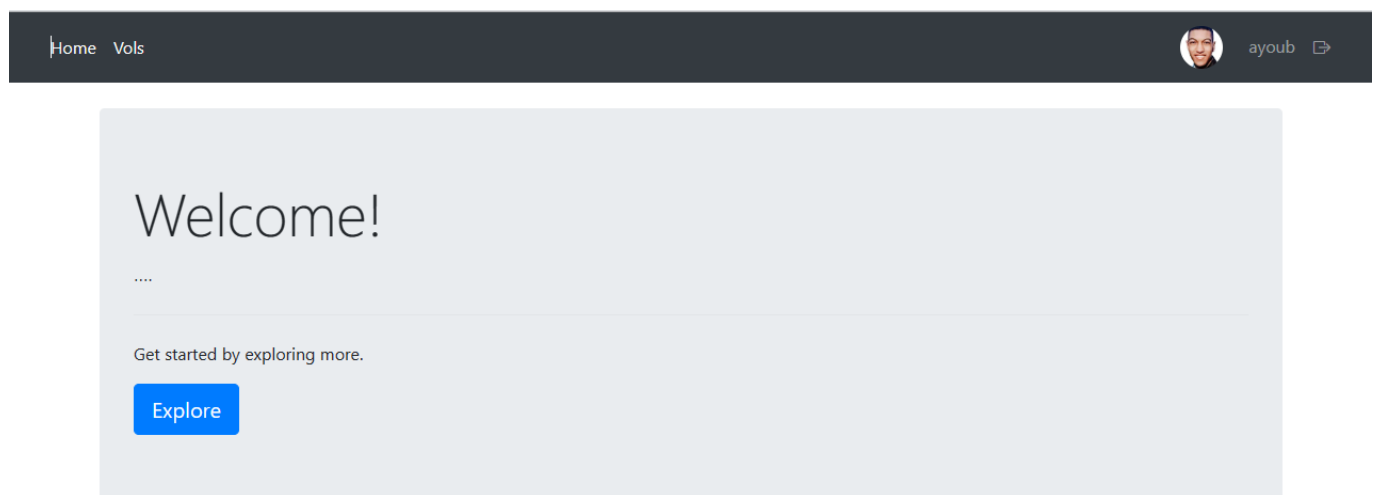 Home Vols ayoub
Welcome!
....
Get started by exploring more.
Explore